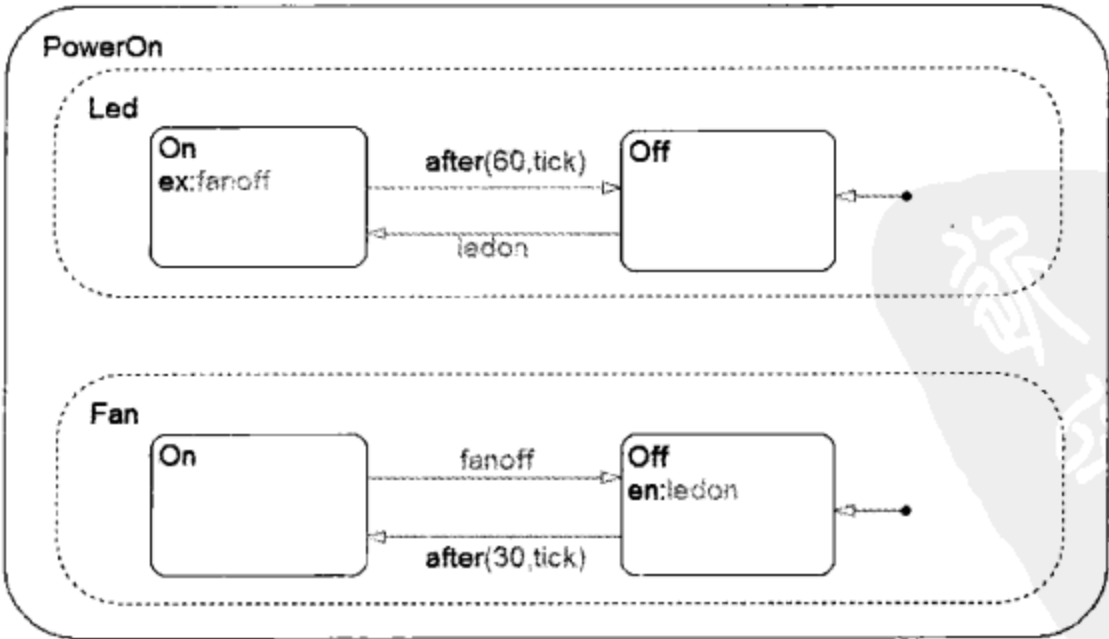 PowerOn
Led
On
ex:fanoff
after(60,tick)
Off
ledon
Fan
On
fanoff
Off
en:ledon
after(30,tick)